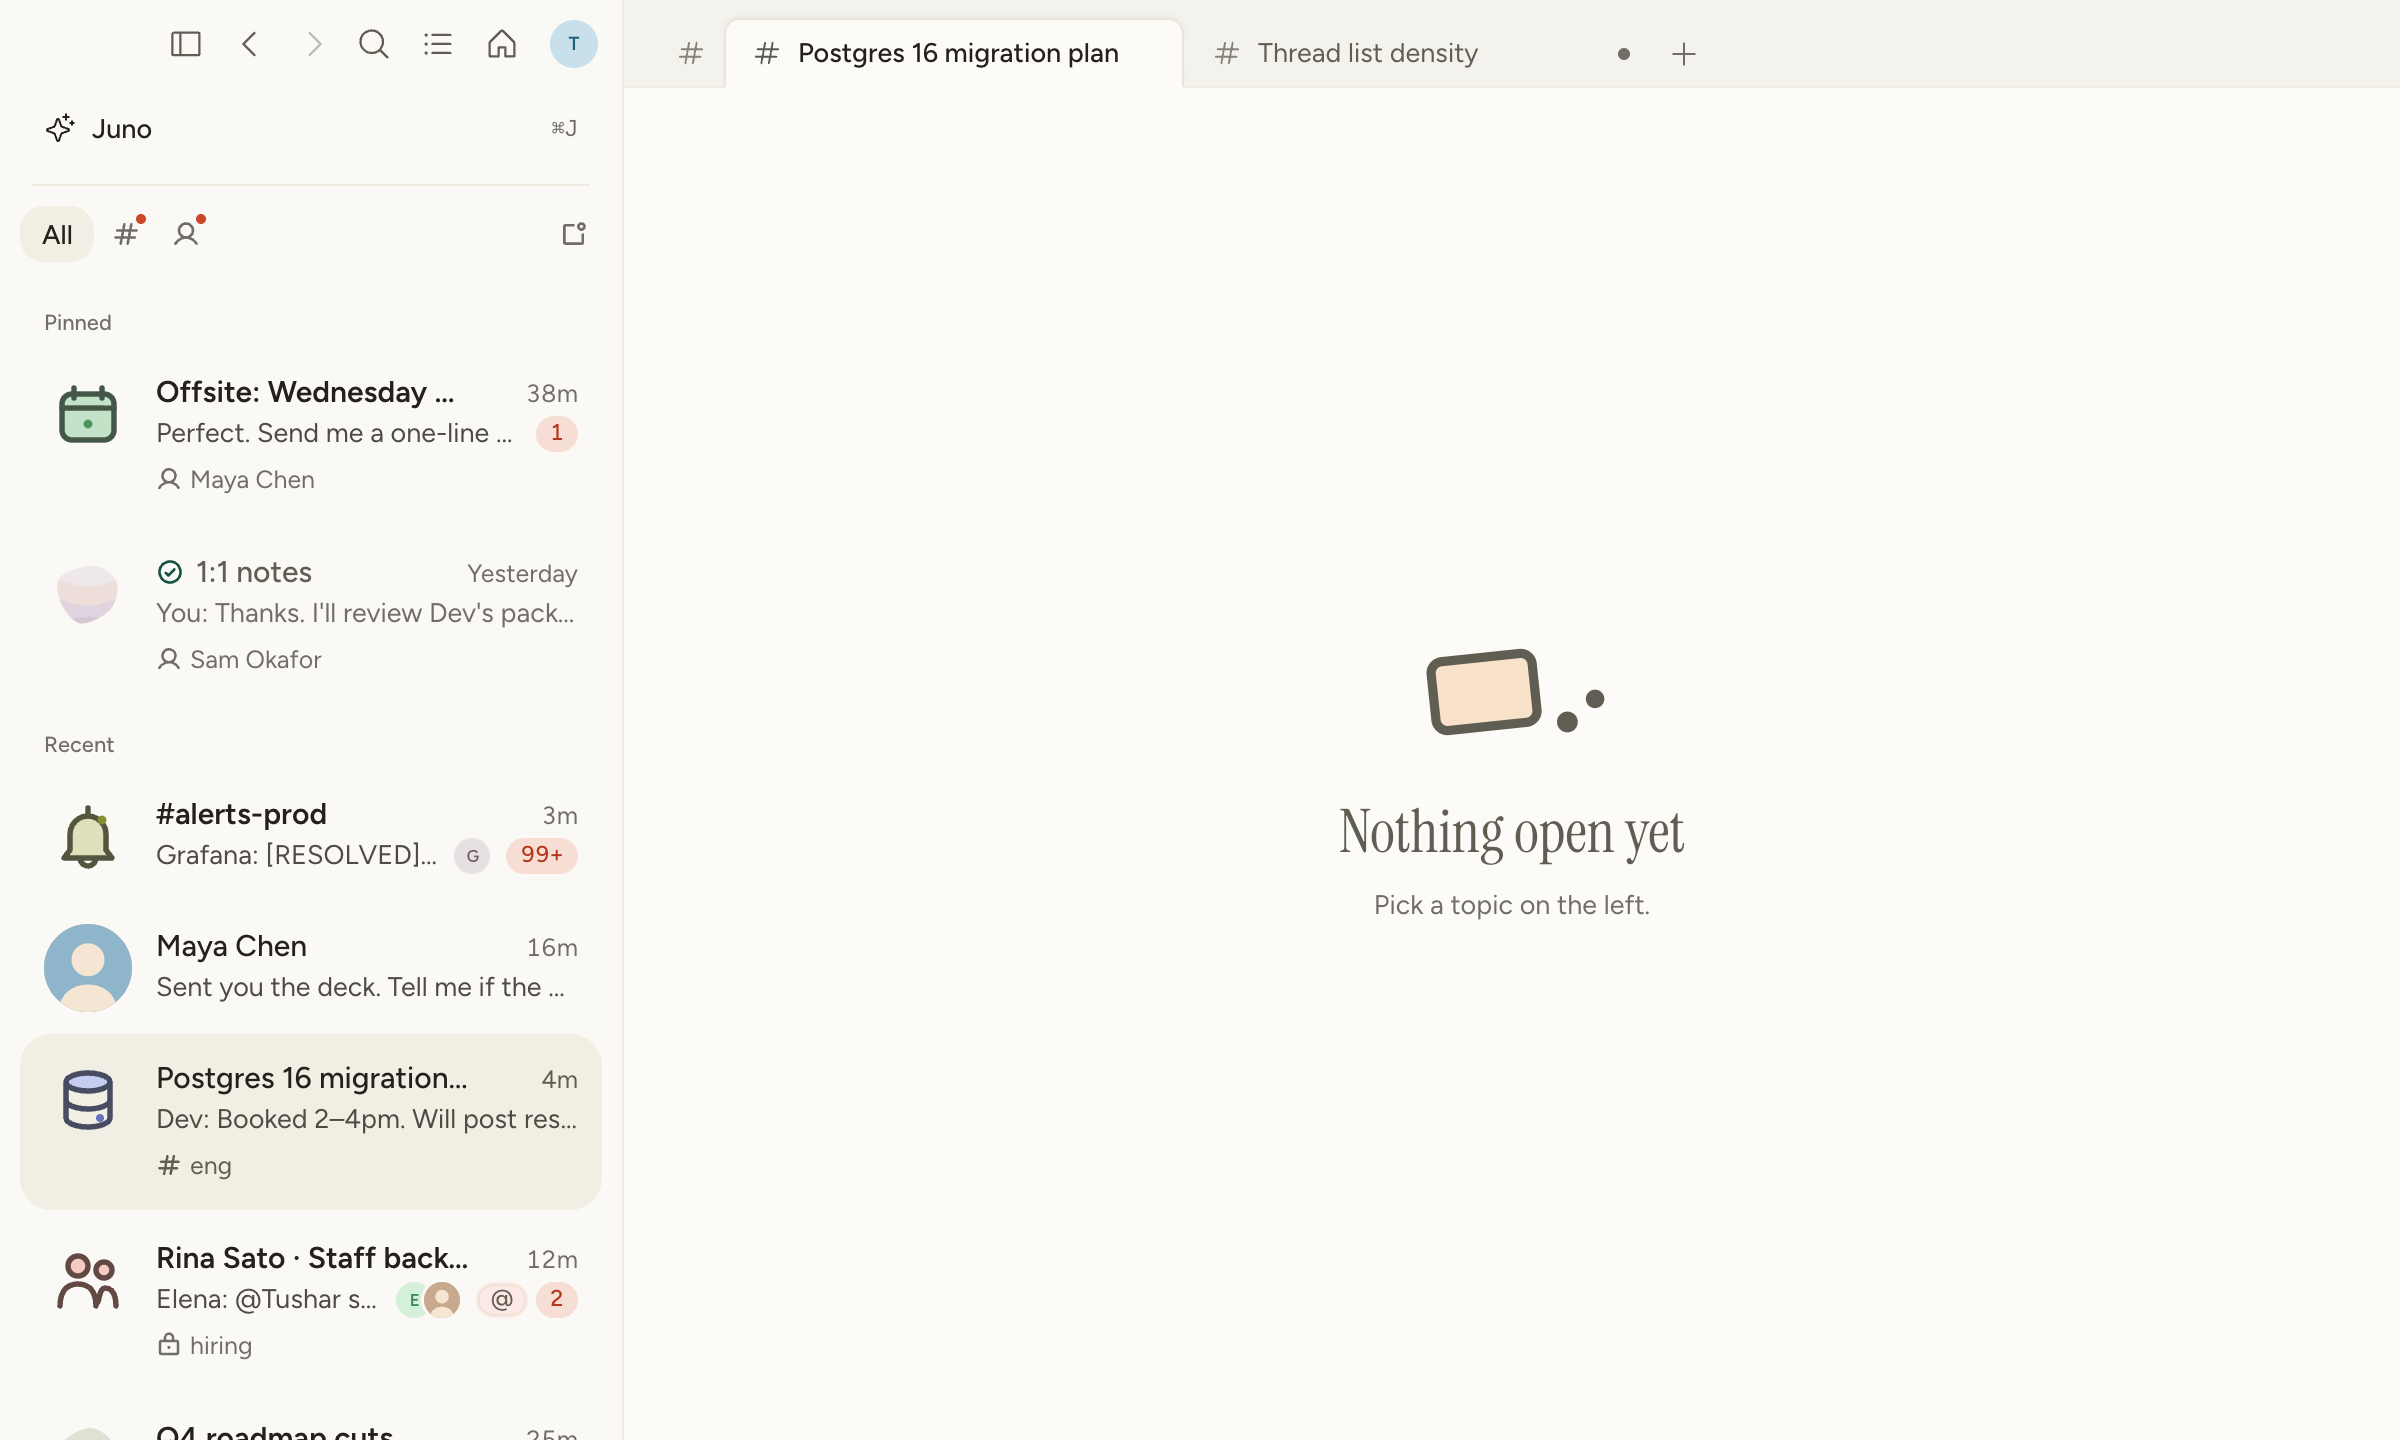 T
# Postgres 16 migration plan
# Thread list density
Juno
⌘J
All
Pinned
Offsite: Wednesday ...
38m
Perfect. Send me a one-line ...
1
Maya Chen
1:1 notes
Yesterday
You: Thanks. I'll review Dev's pack...
Sam Okafor
Recent
#alerts-prod
3m
Grafana: [RESOLVED]...
G
99+
Maya Chen
16m
Sent you the deck. Tell me if the ...
Postgres 16 migration...
4m
Dev: Booked 2–4pm. Will post res...
# eng
Rina Sato · Staff back...
12m
Elena: @Tushar s...
E
@
2
hiring
Q4 roadmap cuts
25m
Nothing open yet
Pick a topic on the left.